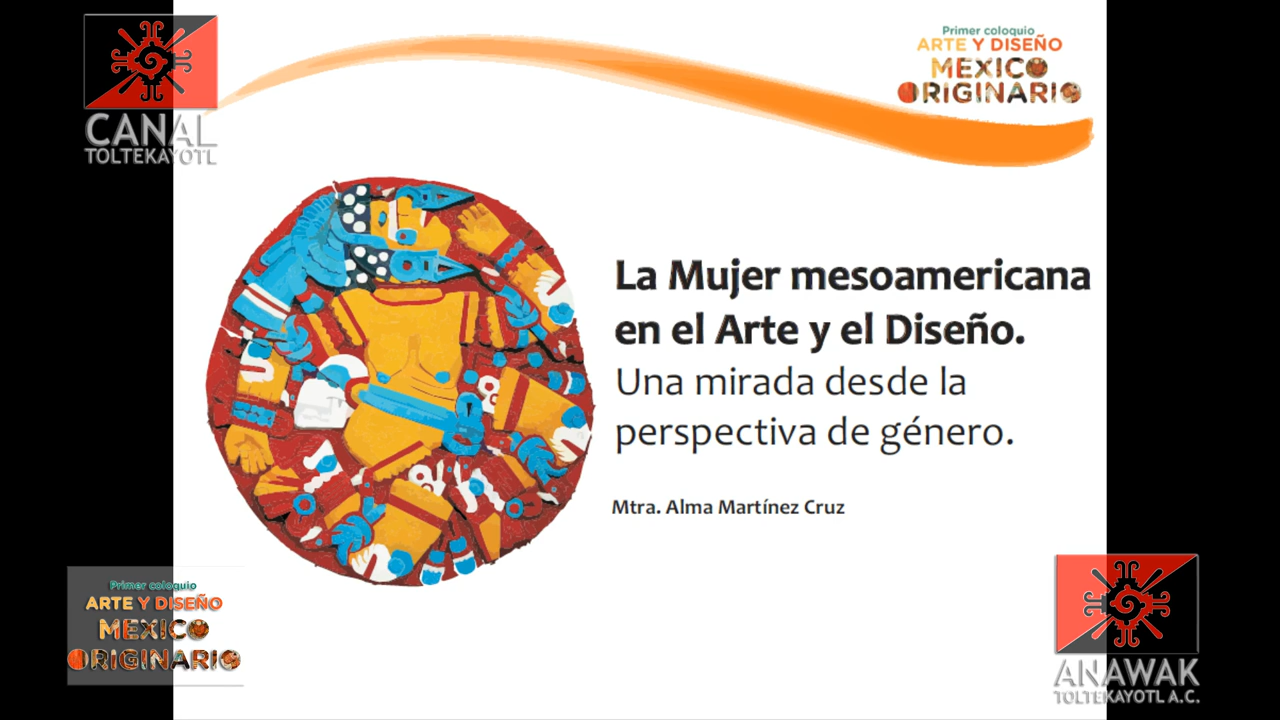 CANAL
TOLTEKAYOTL
Primer coloquio
ARTE Y DISEÑO
MEXICO
ORIGINARIO
La Mujer mesoamericana
en el Arte y el Diseño.
Una mirada desde la
perspectiva de género.
Mtra. Alma Martínez Cruz
Primer coloquio
ARTE Y DISEÑO
MEXICO
ORIGINARIO
ANAWAK
TOLTEKAYOTL A.C.